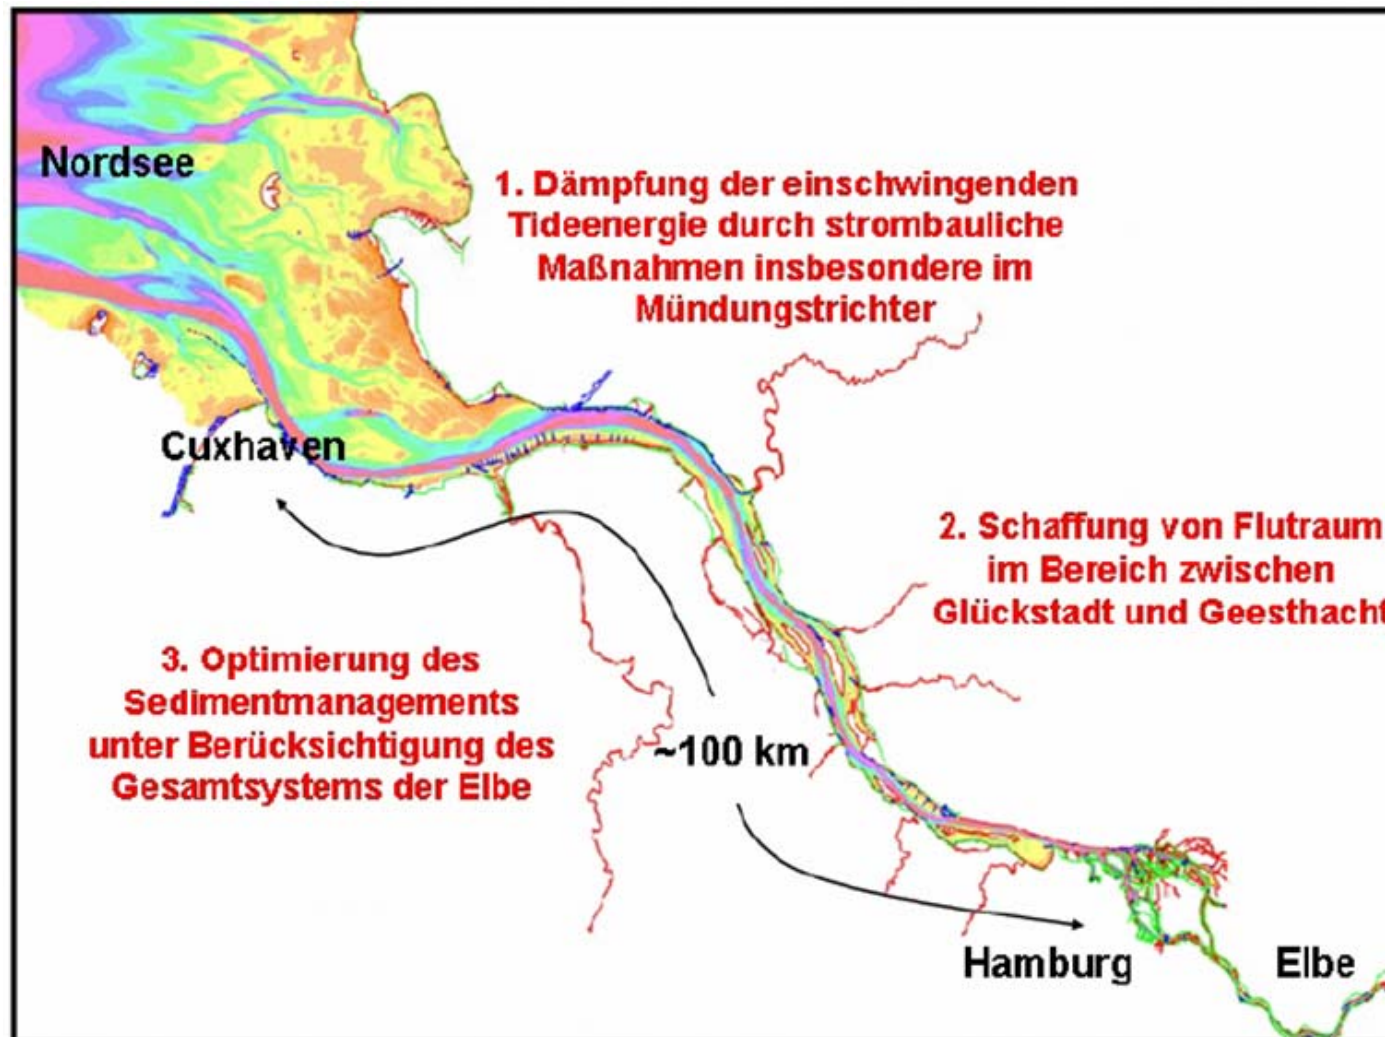 Nordsee
1. Dämpfung der einschwingenden
Tideenergie durch strombauliche
Maßnahmen insbesondere im
Mündungstrichter
Cuxhaven
2. Schaffung von Flutraum
im Bereich zwischen
Glückstadt und Geesthacht
3. Optimierung des
Sedimentmanagements
unter Berücksichtigung des
Gesamtsystems der Elbe
~100 km
Hamburg
Elbe